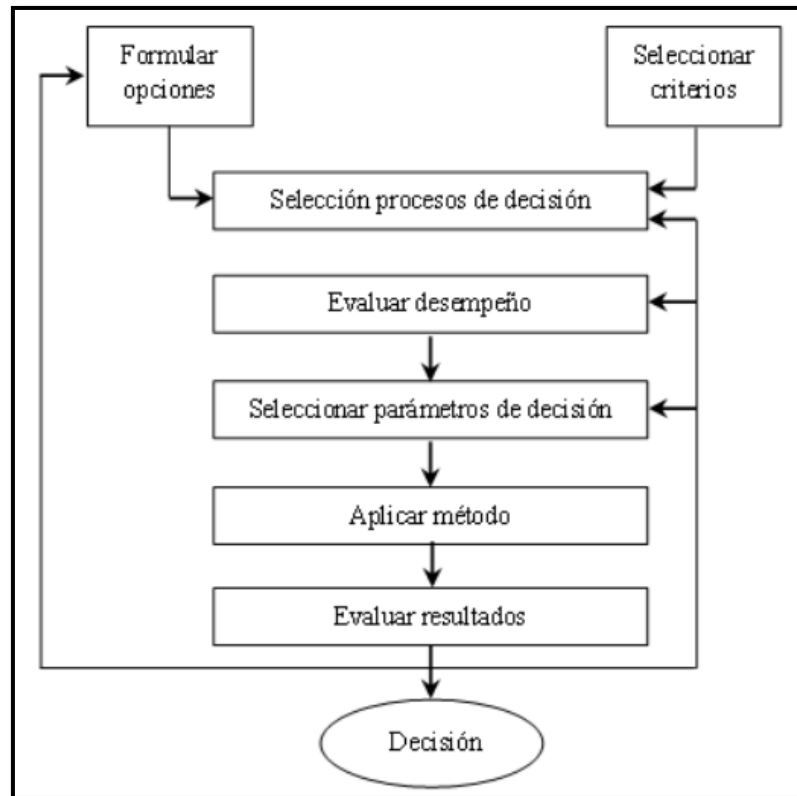 Formular
opciones
Seleccionar
criterios
Selección procesos de decisión
Evaluar desempeño
Seleccionar parámetros de decisión
Aplicar método
Evaluar resultados
Decisión